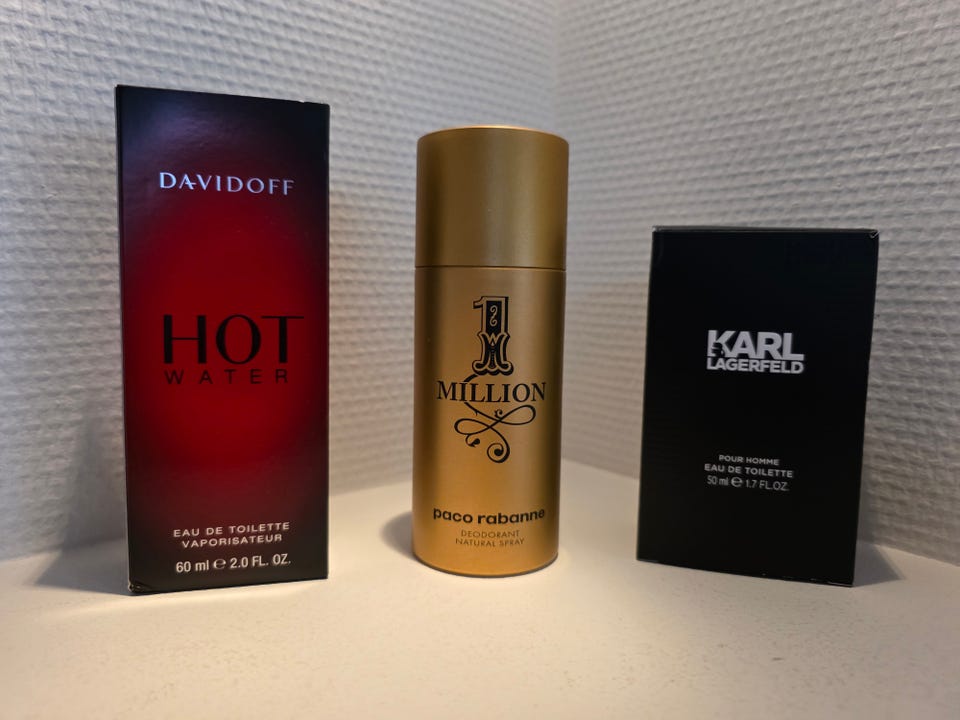 DAVIDOFF
HOT
WATER
EAU DE TOILETTE
VAPORISATEUR
60 ml ℮ 2.0 FL. OZ.
1
MILLION
paco rabanne
DEODORANT
NATURAL SPRAY
KARL
LAGERFELD
POUR HOMME
EAU DE TOILETTE
50 ml ℮ 1.7 FL.OZ.